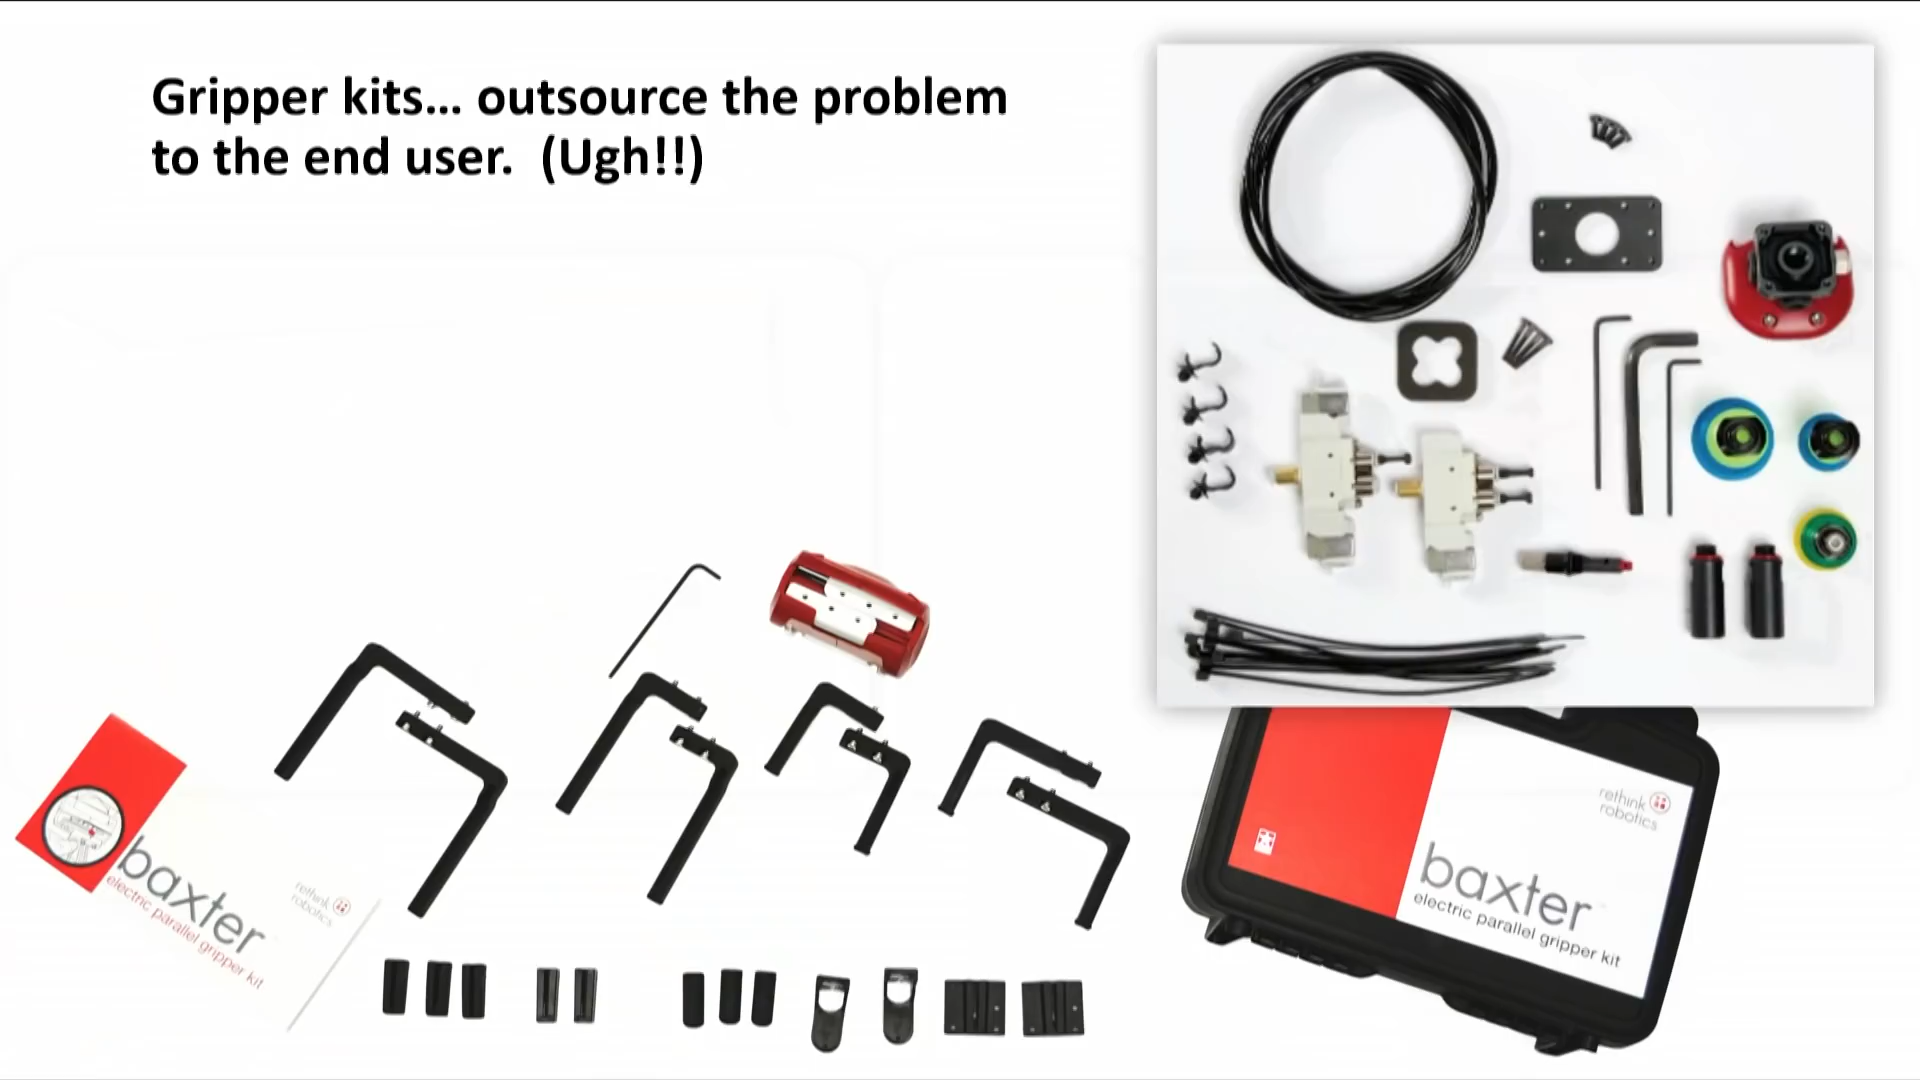 Gripper kits... outsource the problem
to the end user.  (Ugh!!)
baxter
electric parallel gripper kit
rethink
robotics
rethink
robotics
baxter
electric parallel gripper kit